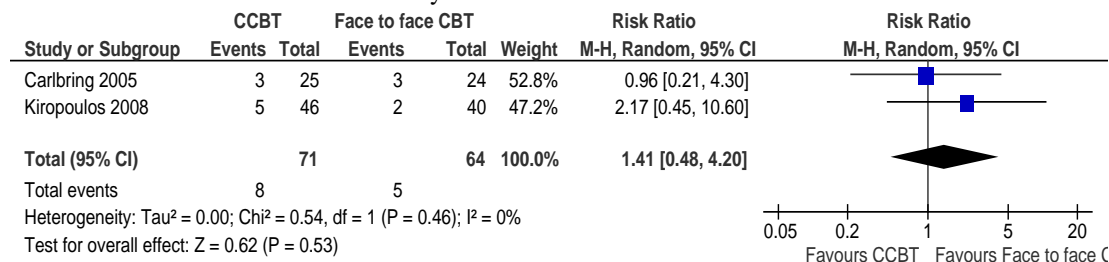 CCBT Face to face CBT Risk Ratio Risk Ratio
Study or Subgroup Events Total Events Total Weight M-H, Random, 95% CI M-H, Random, 95% CI
Carlbring 2005 3 25 3 24 52.8% 0.96 [0.21, 4.30]
Kiropoulos 2008 5 46 2 40 47.2% 2.17 [0.45, 10.60]
Total (95% CI) 71 64 100.0% 1.41 [0.48, 4.20]
Total events 8 5
Heterogeneity: Tau² = 0.00; Chi² = 0.54, df = 1 (P = 0.46); I² = 0%
Test for overall effect: Z = 0.62 (P = 0.53)
0.05 0.2 1 5 20
Favours CCBT Favours Face to face C